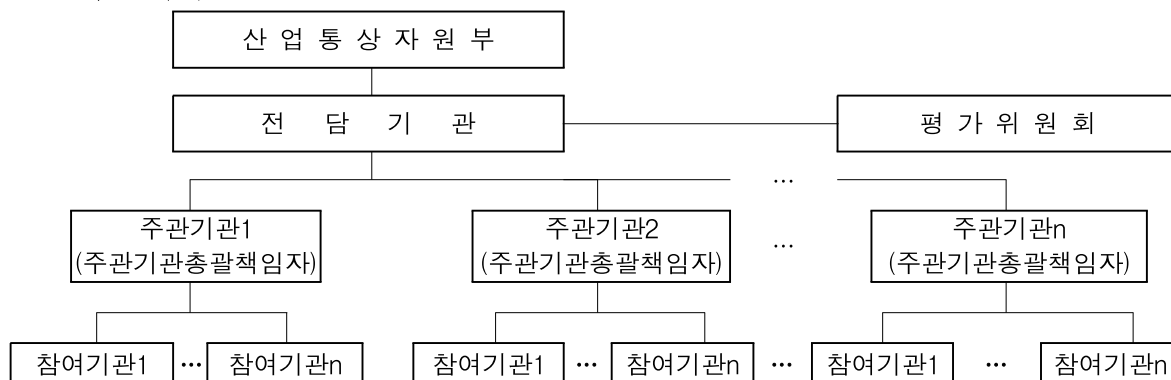 산 업 통 상 자 원 부
전 담 기 관
평 가 위 원 회
...
주관기관1
(주관기관총괄책임자)
주관기관2
(주관기관총괄책임자)
...
주관기관n
(주관기관총괄책임자)
참여기관1 ... 참여기관n
참여기관1 ... 참여기관n ... 참여기관1 ... 참여기관n